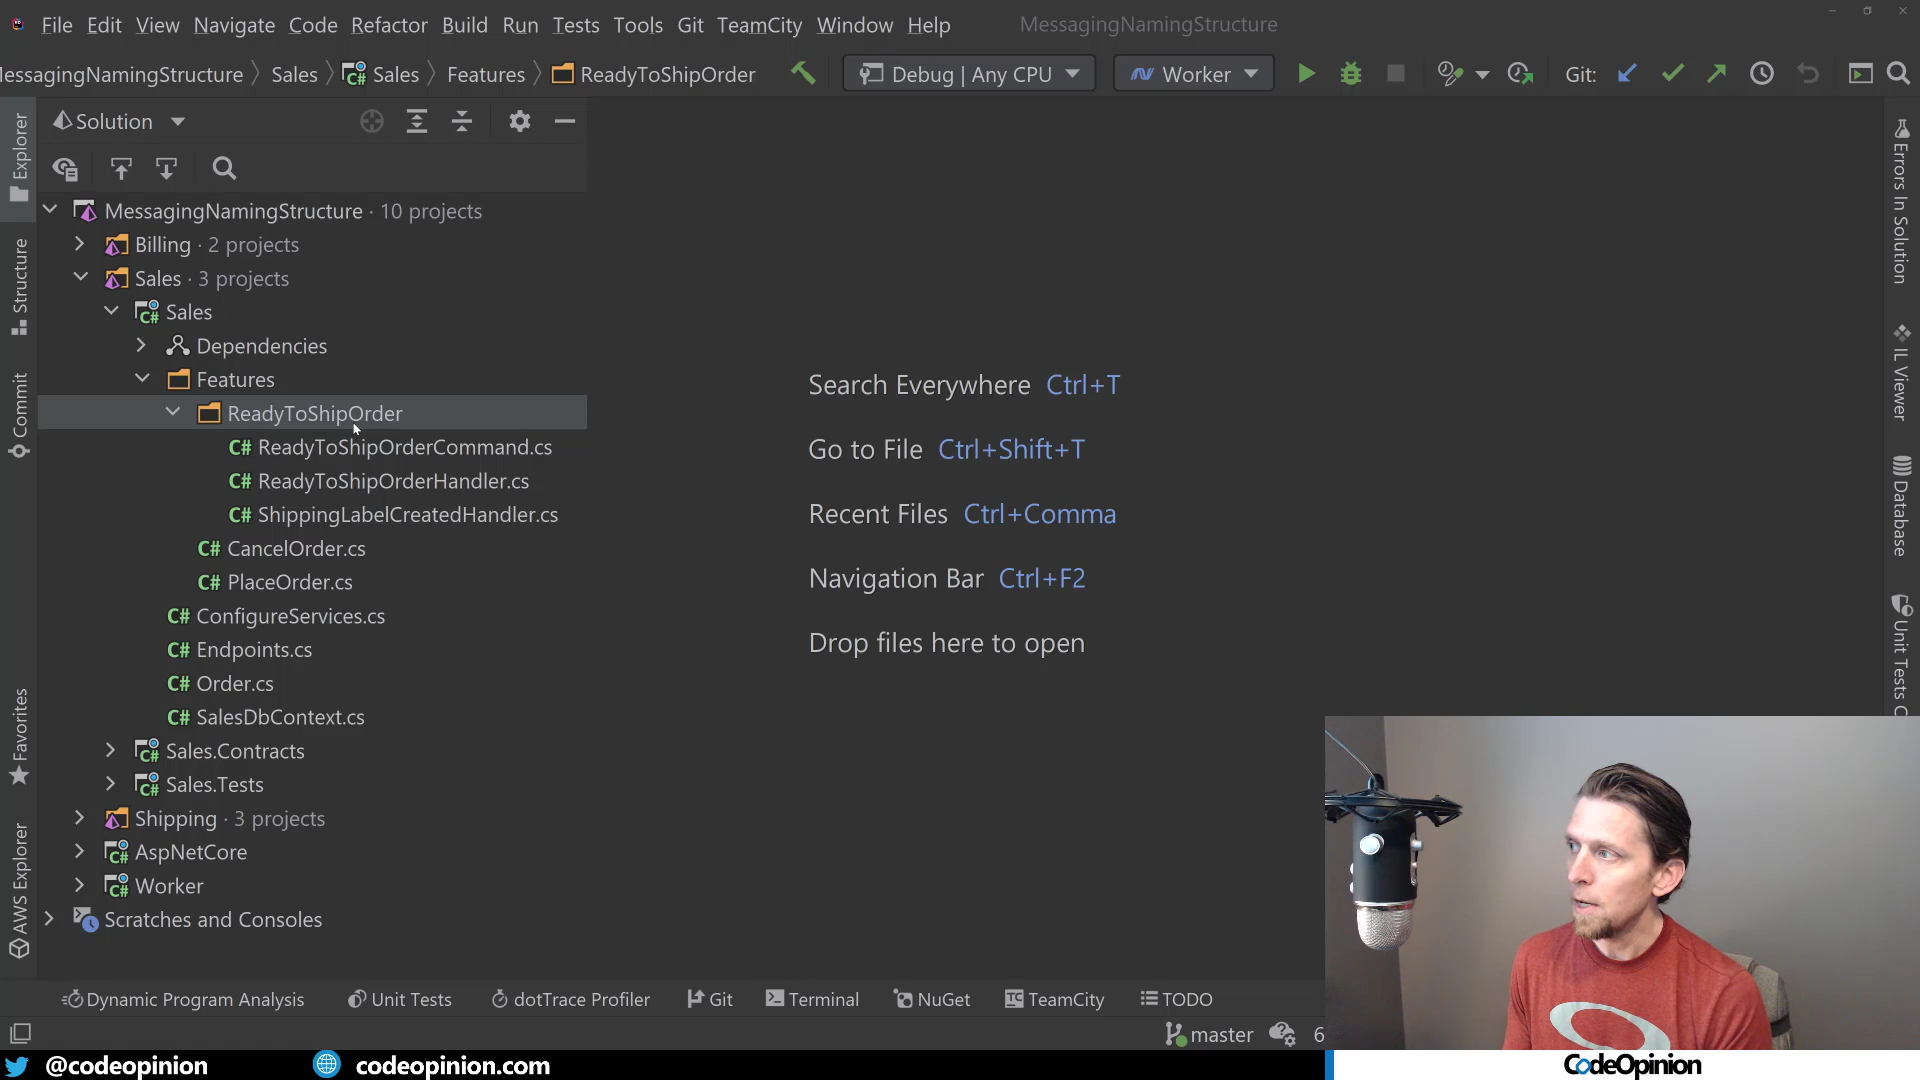 File Edit View Navigate Code Refactor Build Run Tests Tools Git TeamCity Window Help MessagingNamingStructure
essagingNamingStructure Sales Sales Features ReadyToShipOrder Debug | Any CPU Worker Git:
Solution
Explorer
Structure
Commit
Favorites
AWS Explorer
MessagingNamingStructure · 10 projects
Billing · 2 projects
Sales · 3 projects
C# Sales
Dependencies
Features
ReadyToShipOrder
C# ReadyToShipOrderCommand.cs
C# ReadyToShipOrderHandler.cs
C# ShippingLabelCreatedHandler.cs
C# CancelOrder.cs
C# PlaceOrder.cs
C# ConfigureServices.cs
C# Endpoints.cs
C# Order.cs
C# SalesDbContext.cs
C# Sales.Contracts
C# Sales.Tests
Shipping · 3 projects
C# AspNetCore
C# Worker
Scratches and Consoles
Search Everywhere Ctrl+T
Go to File Ctrl+Shift+T
Recent Files Ctrl+Comma
Navigation Bar Ctrl+F2
Drop files here to open
Errors In Solution
IL Viewer
Database
Unit Tests C
Dynamic Program Analysis Unit Tests dotTrace Profiler Git Terminal NuGet TC TeamCity TODO
master 6
@codeopinion codeopinion.com CodeOpinion